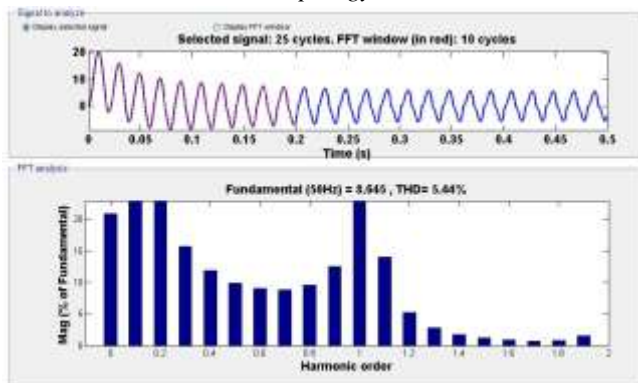 Signal to analyze
Display selected signal Display FFT window
Selected signal: 25 cycles. FFT window (in red): 10 cycles
20
10
0
0 0.05 0.1 0.15 0.2 0.25 0.3 0.35 0.4 0.45 0.5
Time (s)
FFT analysis
Fundamental (50Hz) = 8.645 , THD= 5.44%
Mag (% of Fundamental)
20
15
10
5
0
0 0.2 0.4 0.6 0.8 1 1.2 1.4 1.6 1.8 2
Harmonic order